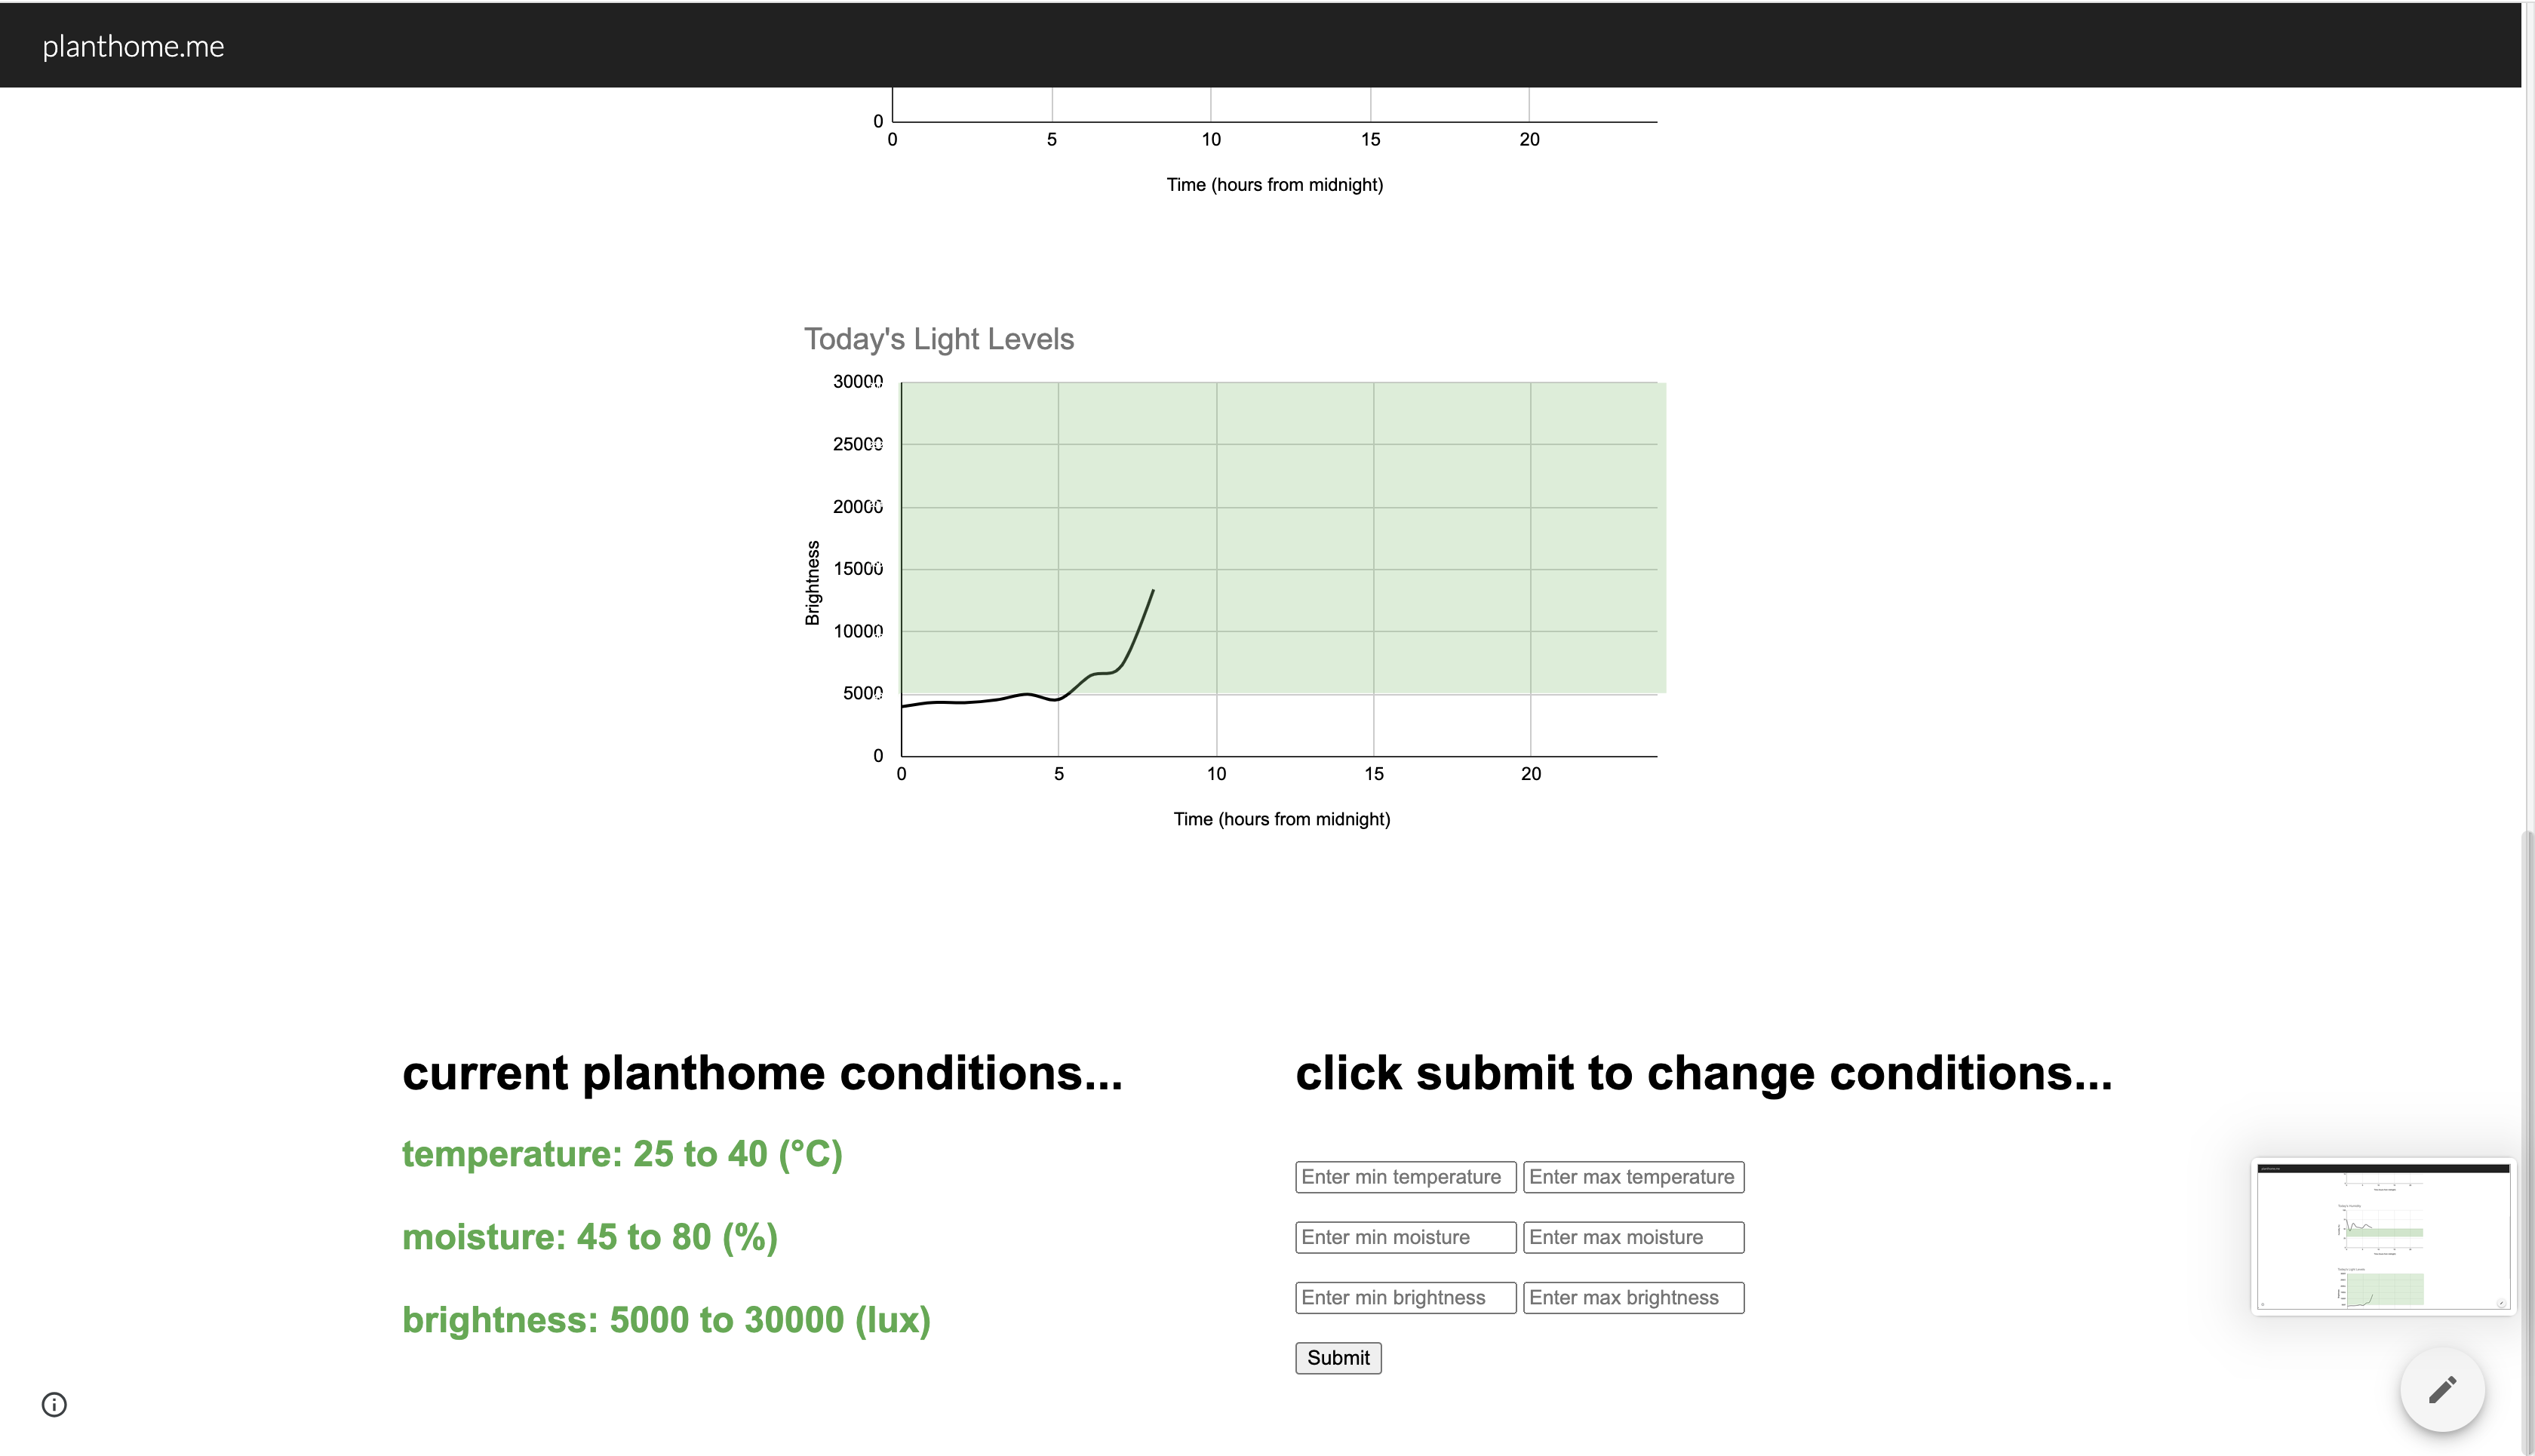 planthome.me
0
0 5 10 15 20
Time (hours from midnight)
Today's Light Levels
30000
25000
20000
15000
10000
5000
0
Brightness
0 5 10 15 20
Time (hours from midnight)
current planthome conditions...
temperature: 25 to 40 (°C)
moisture: 45 to 80 (%)
brightness: 5000 to 30000 (lux)
click submit to change conditions...
Enter min temperature Enter max temperature
Enter min moisture Enter max moisture
Enter min brightness Enter max brightness
Submit